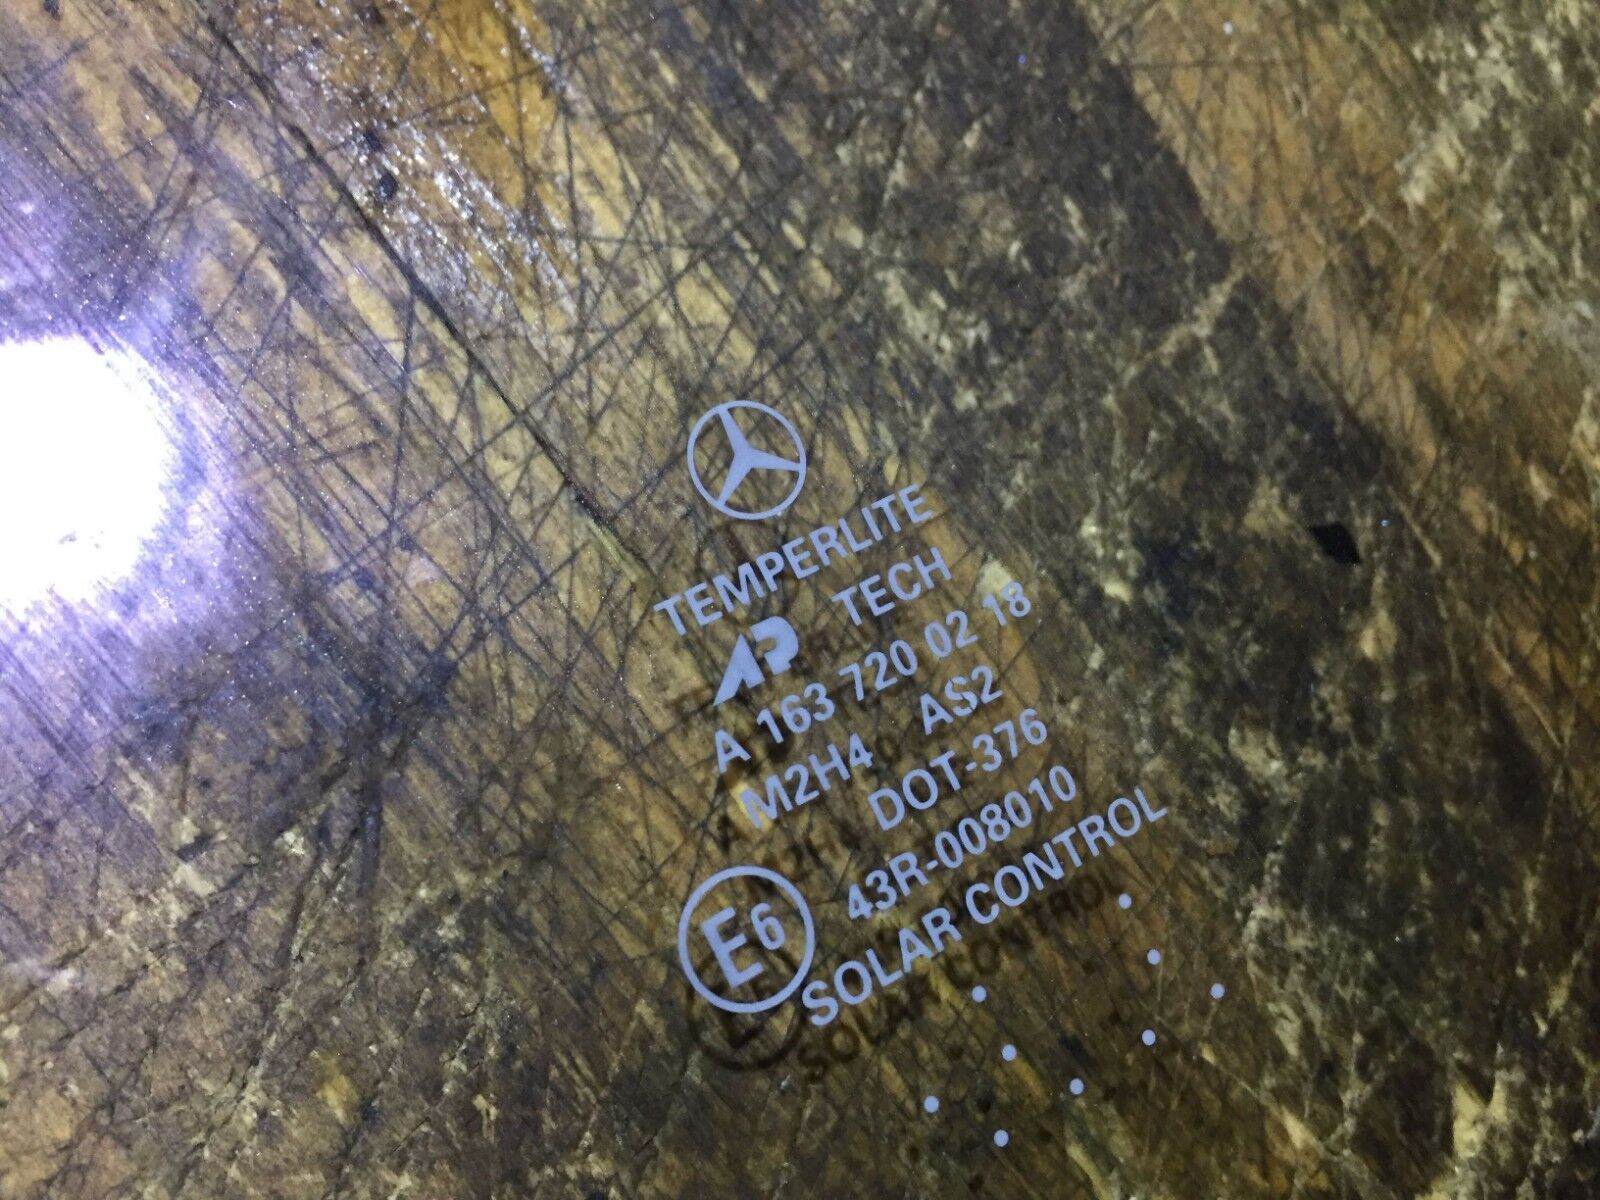 TEMPERLITE
AP TECH
A 163 720 02 18
M2H4 AS2
DOT-376
43R-008010
E6
SOLAR CONTROL